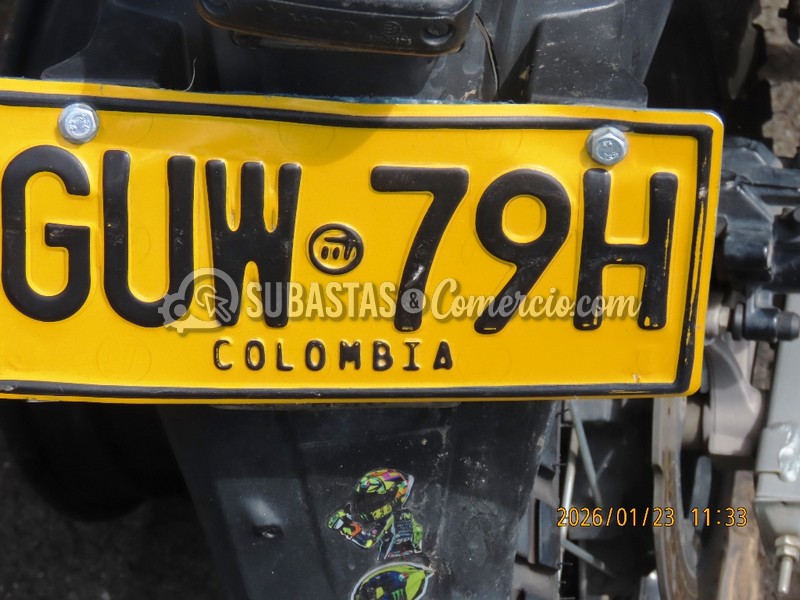 GUW 79H
SUBASTAS & Comercio.com
COLOMBIA
2026/01/23 11:33